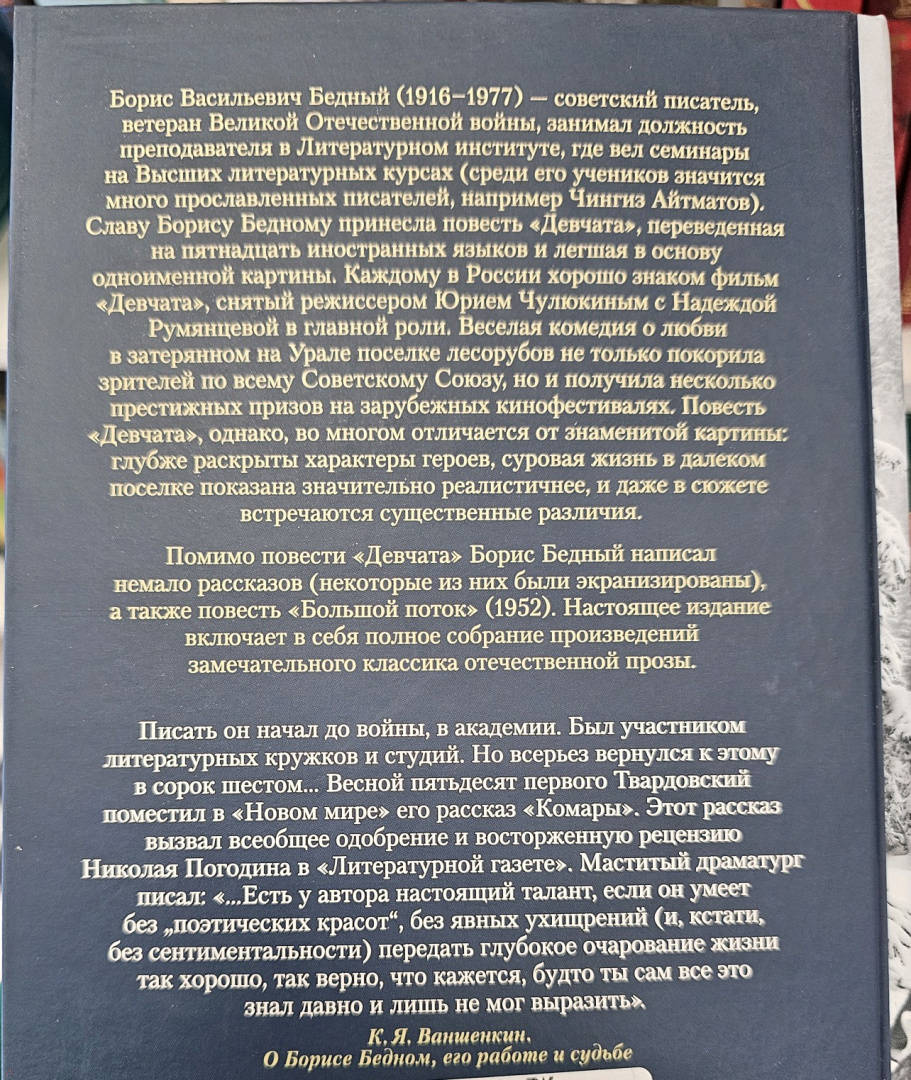 Борис Васильевич Бедный (1916–1977) — советский писатель,
ветеран Великой Отечественной войны, занимал должность
преподавателя в Литературном институте, где вел семинары
на Высших литературных курсах (среди его учеников значится
много прославленных писателей, например Чингиз Айтматов).
Славу Борису Бедному принесла повесть «Девчата», переведенная
на пятнадцать иностранных языков и легшая в основу
одноименной картины. Каждому в России хорошо знаком фильм
«Девчата», снятый режиссером Юрием Чулюкиным с Надеждой
Румянцевой в главной роли. Веселая комедия о любви
в затерянном на Урале поселке лесорубов не только покорила
зрителей по всему Советскому Союзу, но и получила несколько
престижных призов на зарубежных кинофестивалях. Повесть
«Девчата», однако, во многом отличается от знаменитой картины:
глубже раскрыты характеры героев, суровая жизнь в далеком
поселке показана значительно реалистичнее, и даже в сюжете
встречаются существенные различия.
Помимо повести «Девчата» Борис Бедный написал
немало рассказов (некоторые из них были экранизированы),
а также повесть «Большой поток» (1952). Настоящее издание
включает в себя полное собрание произведений
замечательного классика отечественной прозы.
Писать он начал до войны, в академии. Был участником
литературных кружков и студий. Но всерьез вернулся к этому
в сорок шестом... Весной пятьдесят первого Твардовский
поместил в «Новом мире» его рассказ «Комары». Этот рассказ
вызвал всеобщее одобрение и восторженную рецензию
Николая Погодина в «Литературной газете». Маститый драматург
писал: «...Есть у автора настоящий талант, если он умеет
без „поэтических красот“, без явных ухищрений (и, кстати,
без сентиментальности) передать глубокое очарование жизни
так хорошо, так верно, что кажется, будто ты сам все это
знал давно и лишь не мог выразить».
К. Я. Ваншенкин.
О Борисе Бедном, его работе и судьбе